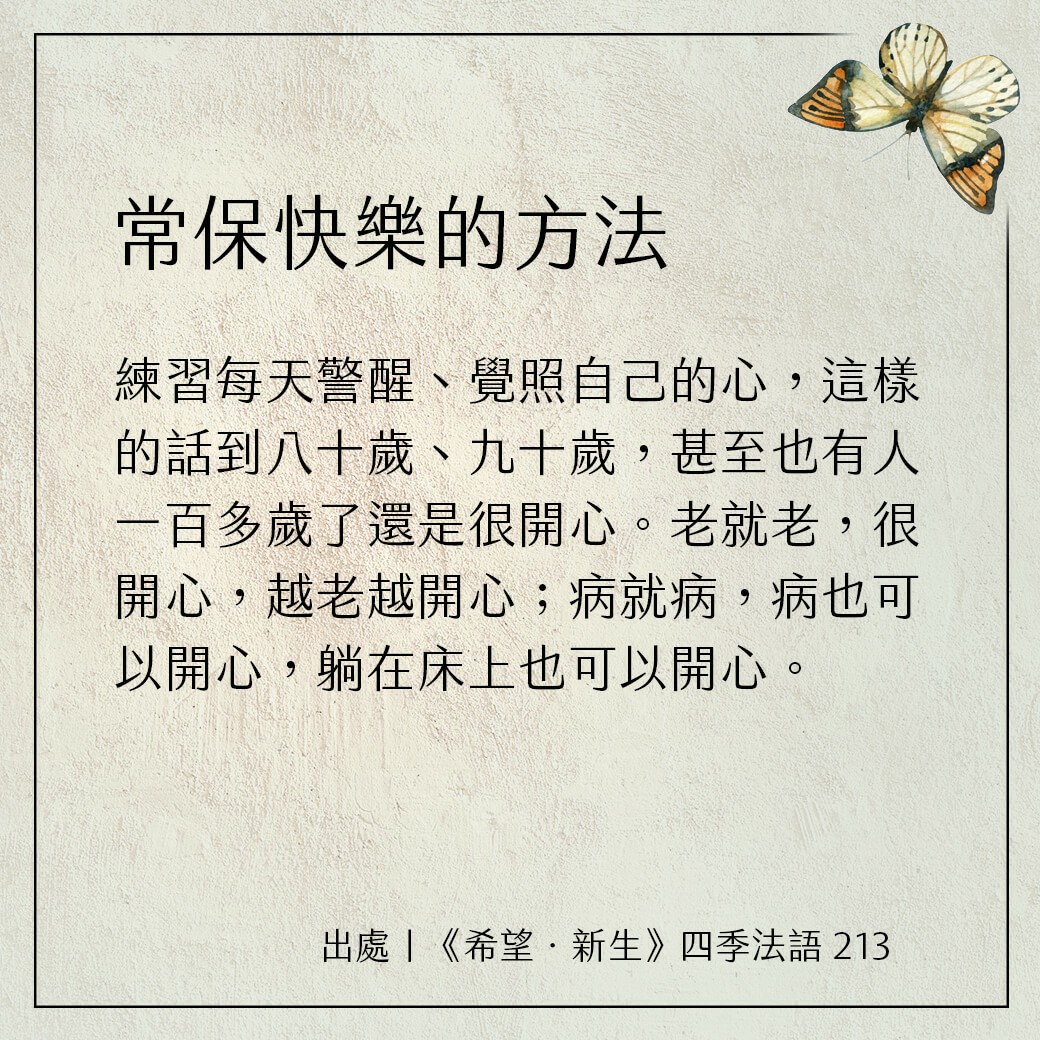 常保快樂的方法
練習每天警醒、覺照自己的心，這樣
的話到八十歲、九十歲，甚至也有人
一百多歲了還是很開心。老就老，很
開心，越老越開心；病就病，病也可
以開心，躺在床上也可以開心。
出處丨《希望．新生》四季法語 213